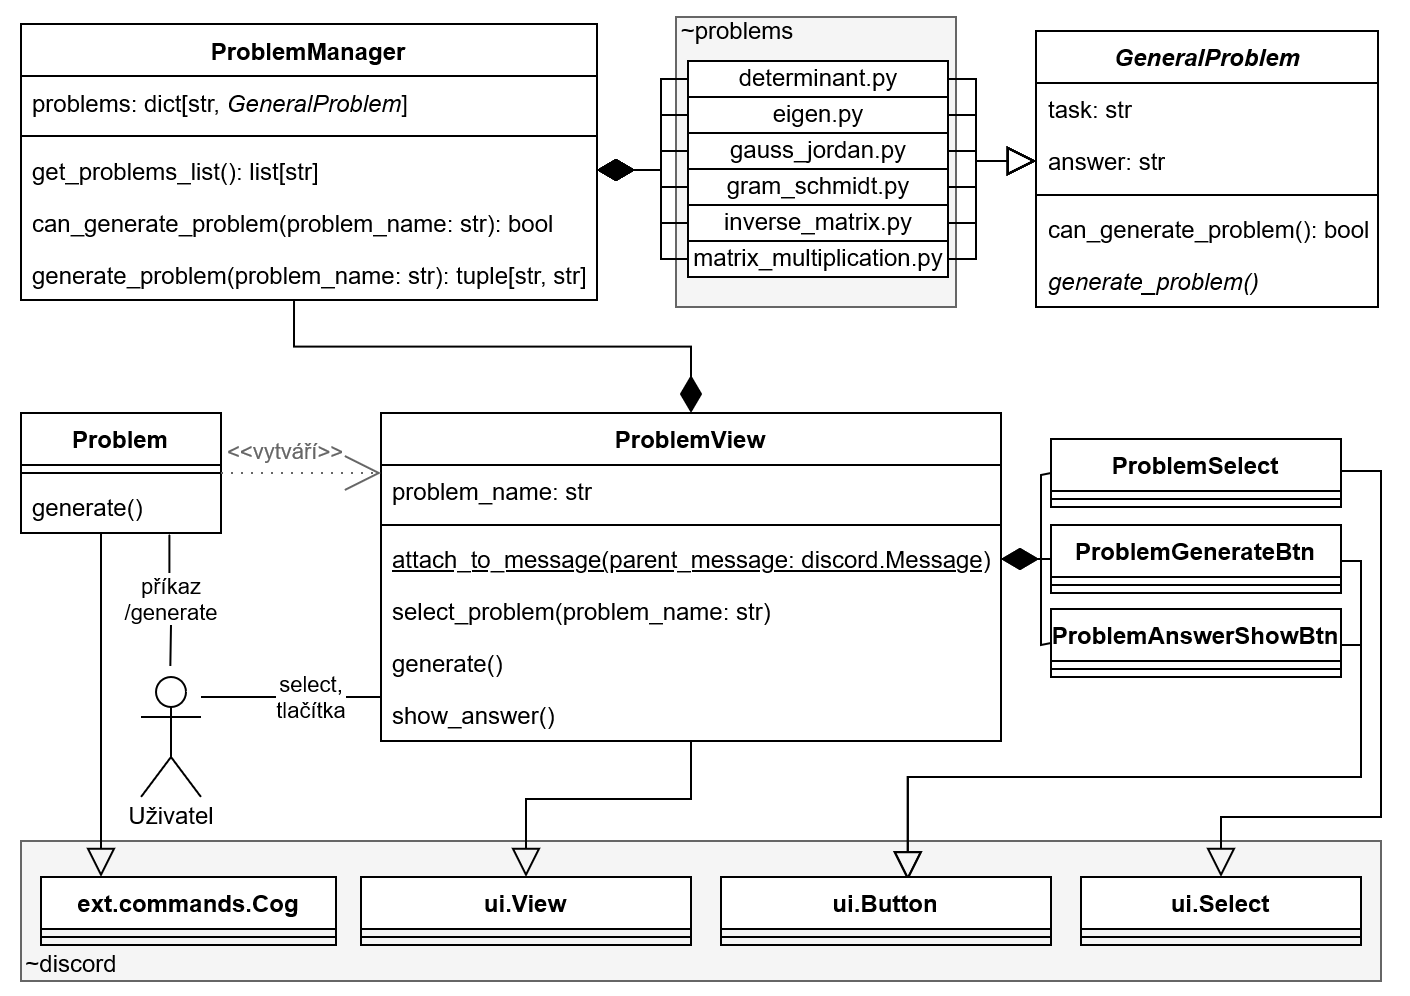 ProblemManager
problems: dict[str, GeneralProblem]
get_problems_list(): list[str]
can_generate_problem(problem_name: str): bool
generate_problem(problem_name: str): tuple[str, str]
~problems
determinant.py
eigen.py
gauss_jordan.py
gram_schmidt.py
inverse_matrix.py
matrix_multiplication.py
GeneralProblem
task: str
answer: str
can_generate_problem(): bool
generate_problem()
Problem
generate()
<<vytváří>>
ProblemView
problem_name: str
attach_to_message(parent_message: discord.Message)
select_problem(problem_name: str)
generate()
show_answer()
ProblemSelect
ProblemGenerateBtn
ProblemAnswerShowBtn
příkaz
/generate
select,
tlačítka
Uživatel
ext.commands.Cog
ui.View
ui.Button
ui.Select
~discord